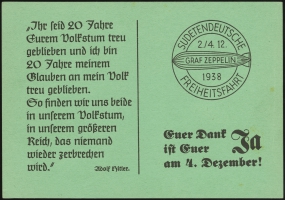 „Ihr seid 20 Jahre
Eurem Volkstum treu
geblieben und ich bin
20 Jahre meinem
Glauben an mein Volk
treu geblieben.
So finden wir uns beide
in unserem Volkstum,
in unserem größeren
Reich, das niemand
wieder zerbrechen
wird.“
Adolf Hitler.
SUDETENDEUTSCHE
2./4. 12.
GRAF ZEPPELIN
1938
FREIHEITSFAHRT
Euer Dank
ist Euer Ja
am 4. Dezember!